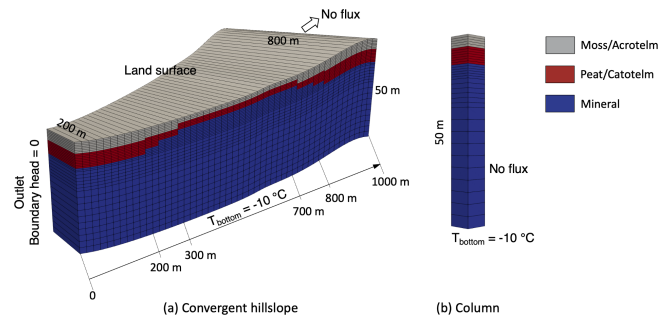 No flux
800 m
Land surface
50 m
200 m
Outlet
Boundary head = 0
T_bottom = -10 °C
0
200 m
300 m
700 m
800 m
1000 m
(a) Convergent hillslope
50 m
No flux
T_bottom = -10 °C
(b) Column
Moss/Acrotelm
Peat/Catotelm
Mineral